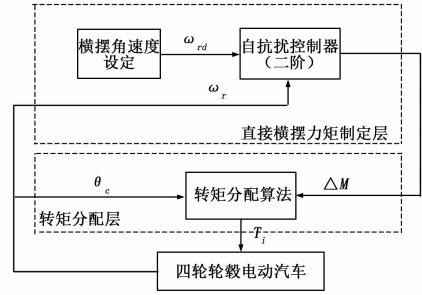 横摆角速度
设定
ω_rd
自抗扰控制器
（二阶）
ω_r
直接横摆力矩制定层
θ_c
转矩分配算法
△M
转矩分配层
T_i
四轮轮毂电动汽车